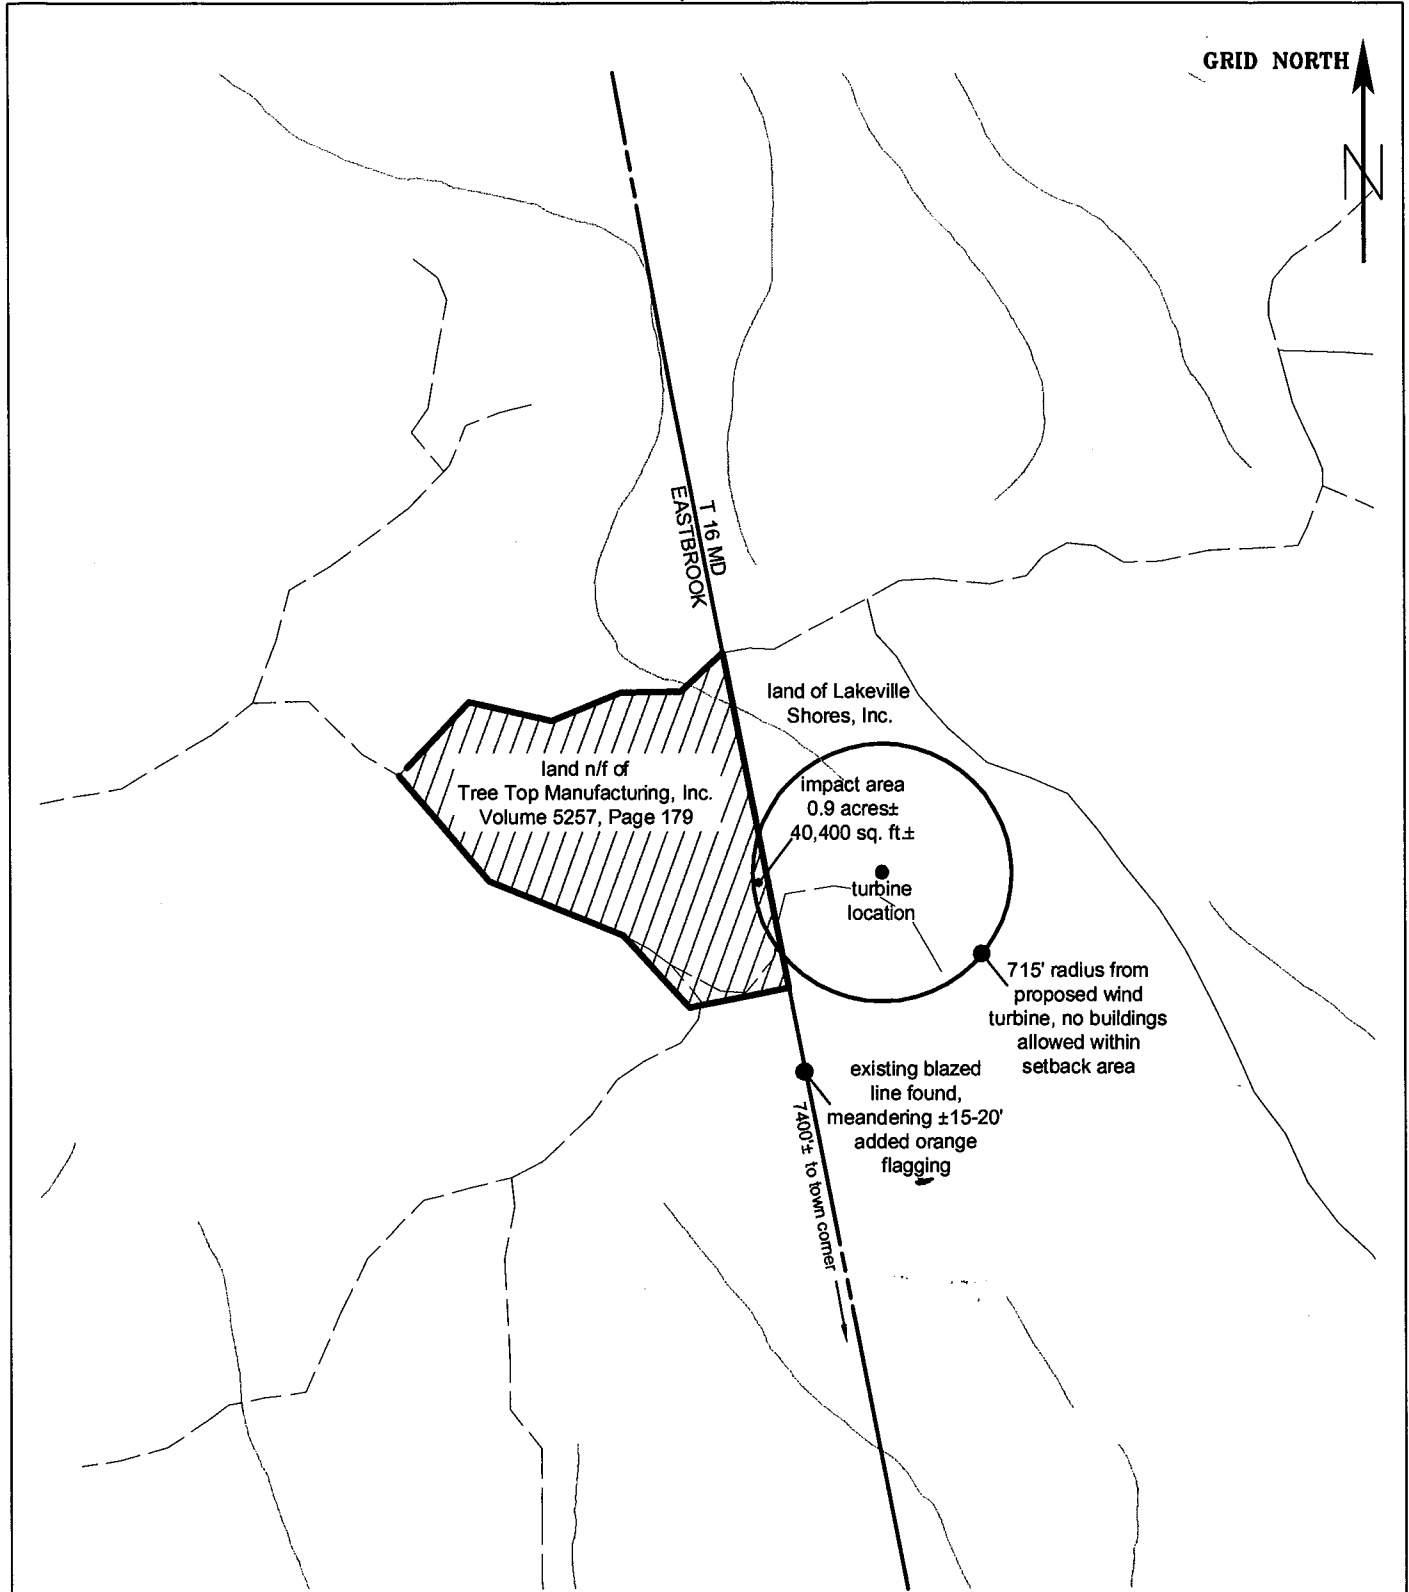 GRID NORTH
N
T 16 MD
EASTBROOK
land of Lakeville
Shores, Inc.
land n/f of
Tree Top Manufacturing, Inc.
Volume 5257, Page 179
impact area
0.9 acres±
40,400 sq. ft±
turbine
location
715' radius from
proposed wind
turbine, no buildings
allowed within
setback area
existing blazed
line found,
meandering ±15-20'
added orange
flagging
7400'± to town corner